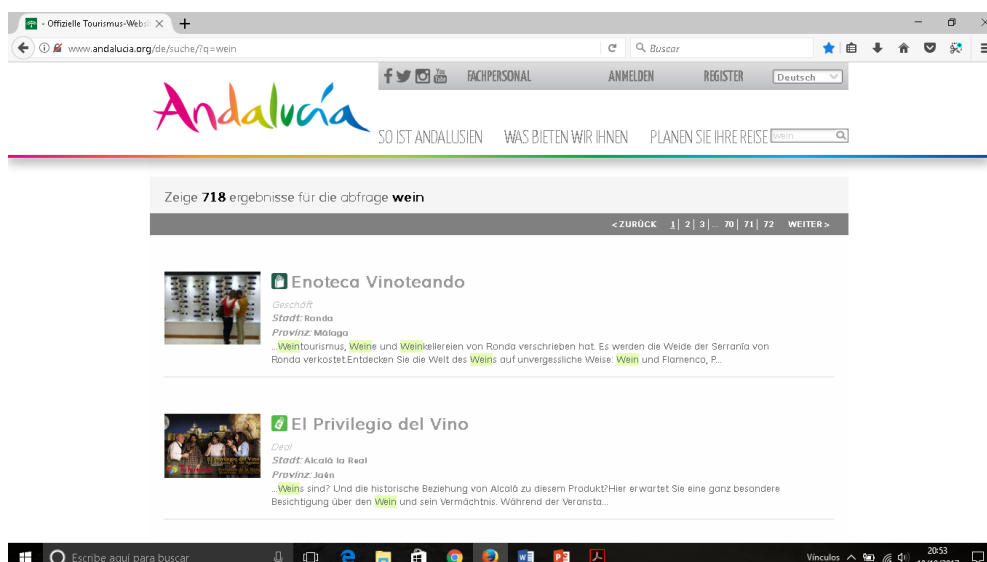 - Offizielle Tourismus-Websi
www.andalucia.org/de/suche/?q=wein
Buscar
FACHPERSONAL ANMELDEN REGISTER Deutsch
Andalucía
SO IST ANDALUSIEN WAS BIETEN WIR IHNEN PLANEN SIE IHRE REISE wein
Zeige 718 ergebnisse für die abfrage wein
< ZURÜCK 1| 2| 3|... 70| 71| 72 WEITER >
Enoteca Vinoteando
Geschäft
Stadt: Ronda
Provinz: Málaga
...Weintourismus, Weine und Weinkellereien von Ronda verschrieben hat. Es werden die Weide der Serranía von
Ronda verkostet.Entdecken Sie die Welt des Weins auf unvergessliche Weise: Wein und Flamenco, P...
El Privilegio del Vino
Deal
Stadt: Alcalá la Real
Provinz: Jaén
...Weins sind? Und die historische Beziehung von Alcalá zu diesem Produkt?Hier erwartet Sie eine ganz besondere
Besichtigung über den Wein und sein Vermächtnis. Während der Veransta...
Escribe aquí para buscar
Vínculos
20:53